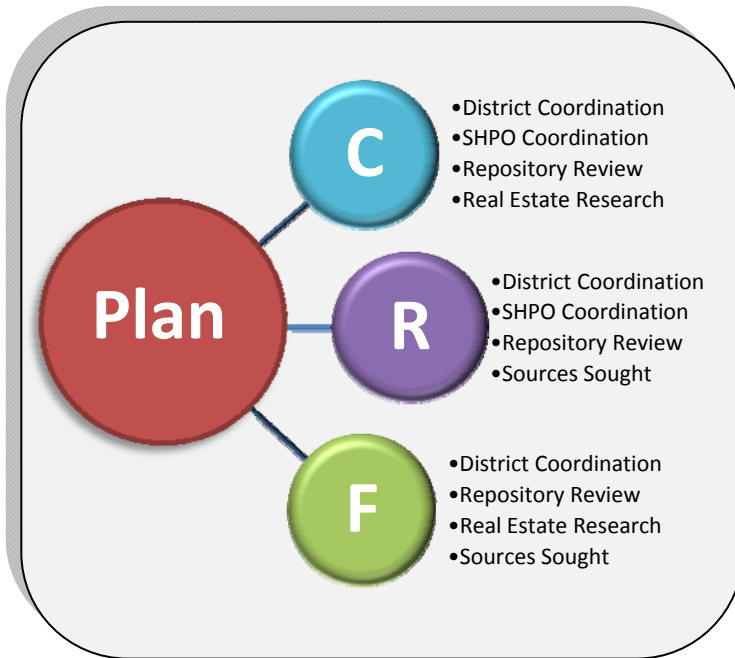 Plan
C
•District Coordination
•SHPO Coordination
•Repository Review
•Real Estate Research
R
•District Coordination
•SHPO Coordination
•Repository Review
•Sources Sought
F
•District Coordination
•Repository Review
•Real Estate Research
•Sources Sought